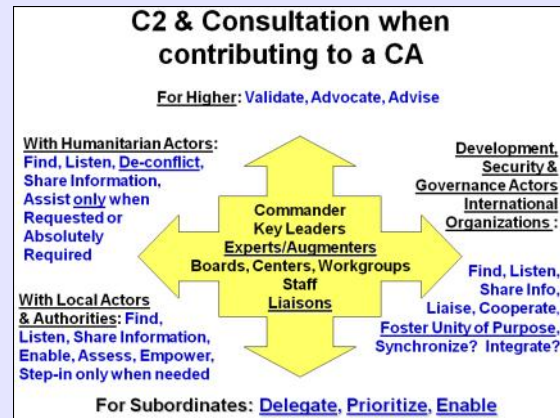 C2 & Consultation when
contributing to a CA
For Higher: Validate, Advocate, Advise
With Humanitarian Actors:
Find, Listen, De-conflict,
Share Information,
Assist only when
Requested or
Absolutely
Required
With Local Actors
& Authorities: Find,
Listen, Share Information,
Enable, Assess, Empower,
Step-in only when needed
Commander
Key Leaders
Experts/Augmenters
Boards, Centers, Workgroups
Staff
Liaisons
Development,
Security &
Governance Actors
International
Organizations :
Find, Listen,
Share Info,
Liaise, Cooperate,
Foster Unity of Purpose,
Synchronize? Integrate?
For Subordinates: Delegate, Prioritize, Enable